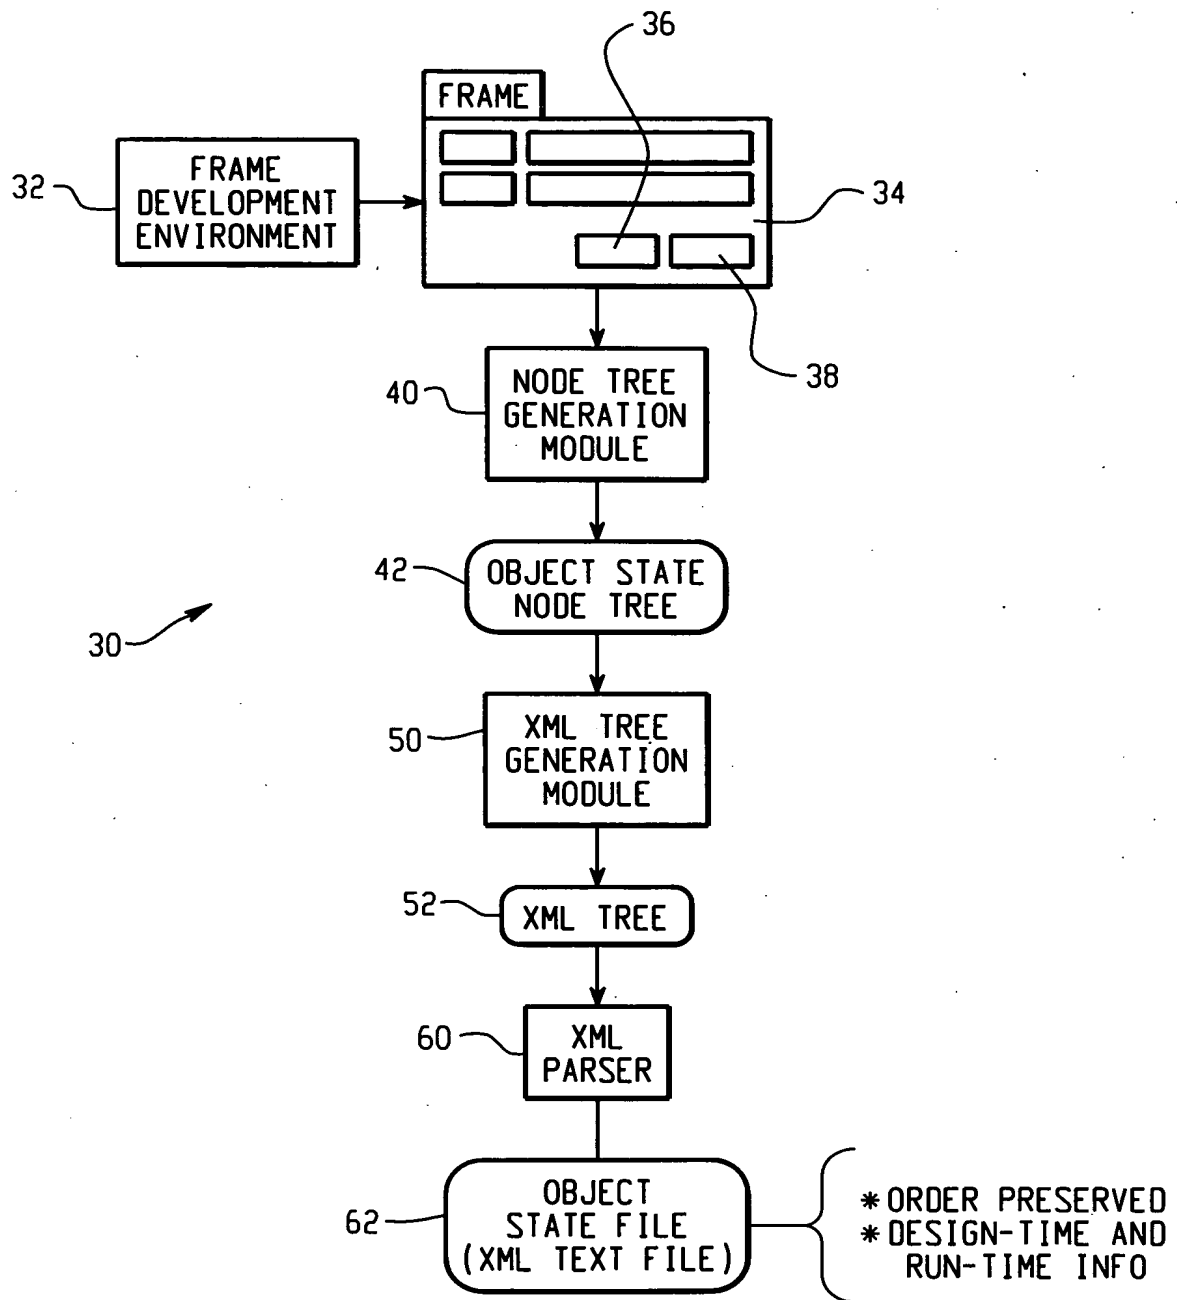 36
FRAME
32
FRAME
DEVELOPMENT
ENVIRONMENT
34
38
40
NODE TREE
GENERATION
MODULE
42
OBJECT STATE
NODE TREE
30
50
XML TREE
GENERATION
MODULE
52
XML TREE
60
XML
PARSER
62
OBJECT
STATE FILE
(XML TEXT FILE)
*ORDER PRESERVED
*DESIGN-TIME AND
RUN-TIME INFO